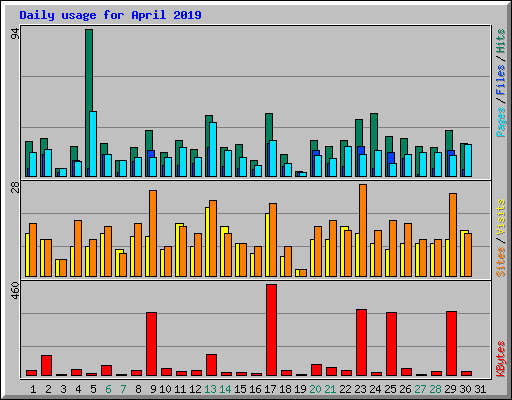 Daily usage for April 2019
94
Pages / Files / Hits
28
Sites / Visits
460
KBytes
1 2 3 4 5 6 7 8 9 10 11 12 13 14 15 16 17 18 19 20 21 22 23 24 25 26 27 28 29 30 31